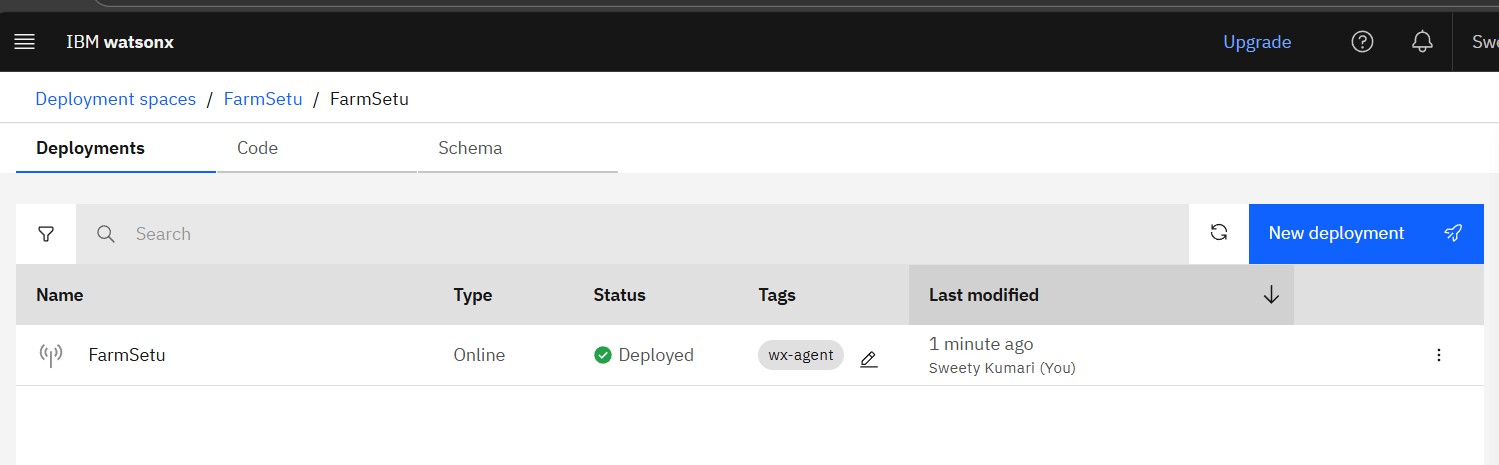 IBM watsonx Upgrade
Deployment spaces / FarmSetu / FarmSetu
Deployments Code Schema
Search New deployment
Name Type Status Tags Last modified
FarmSetu Online Deployed wx-agent 1 minute ago
Sweety Kumari (You)